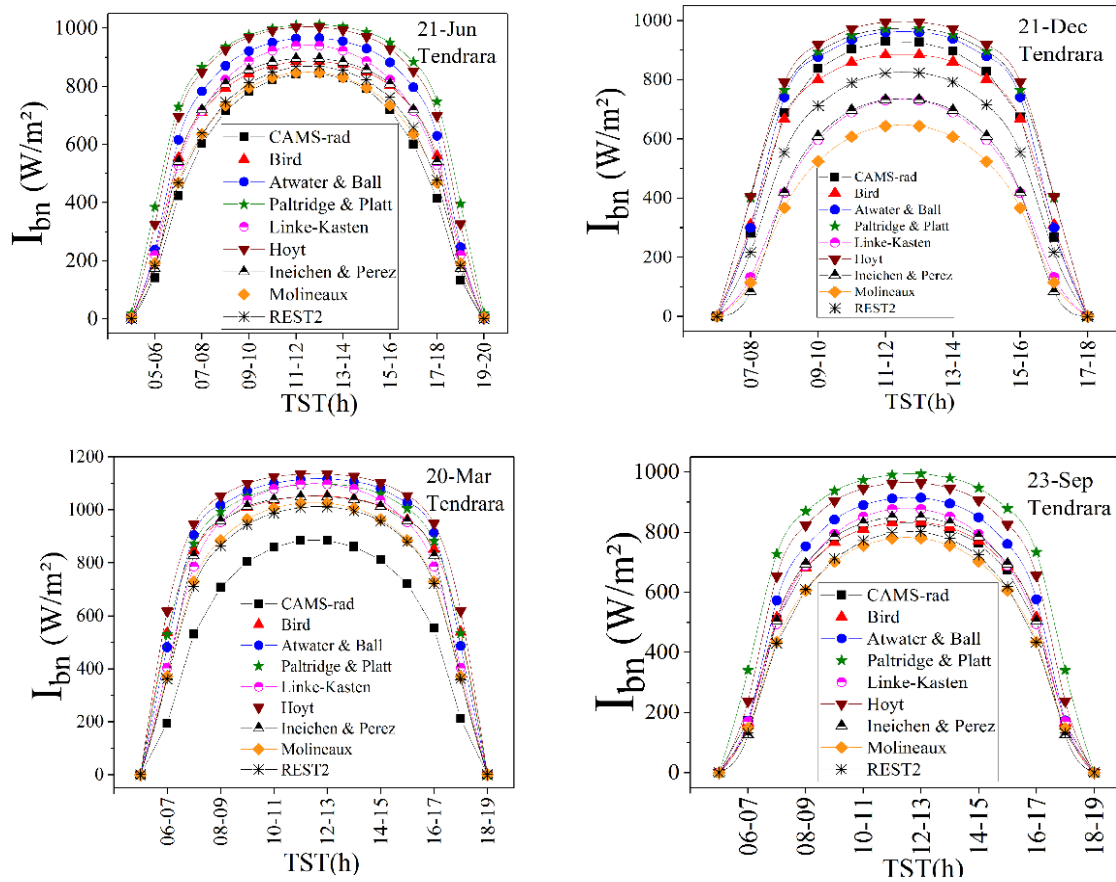 21-Jun
Tendrara
I_bn (W/m²)
1000
800
600
400
200
0
CAMS-rad
Bird
Atwater & Ball
Paltridge & Platt
Linke-Kasten
Hoyt
Ineichen & Perez
Molineaux
REST2
05-06
07-08
09-10
11-12
13-14
15-16
17-18
19-20
TST(h)
21-Dec
Tendrara
I_bn (W/m²)
1000
800
600
400
200
0
CAMS-rad
Bird
Atwater & Ball
Paltridge & Platt
Linke-Kasten
Hoyt
Ineichen & Perez
Molineaux
REST2
07-08
09-10
11-12
13-14
15-16
17-18
TST(h)
20-Mar
Tendrara
I_bn (W/m²)
1200
1000
800
600
400
200
0
CAMS-rad
Bird
Atwater & Ball
Paltridge & Platt
Linke-Kasten
Hoyt
Ineichen & Perez
Molineaux
REST2
06-07
08-09
10-11
12-13
14-15
16-17
18-19
TST(h)
23-Sep
Tendrara
I_bn (W/m²)
1000
800
600
400
200
0
CAMS-rad
Bird
Atwater & Ball
Paltridge & Platt
Linke-Kasten
Hoyt
Ineichen & Perez
Molineaux
REST2
06-07
08-09
10-11
12-13
14-15
16-17
18-19
TST(h)